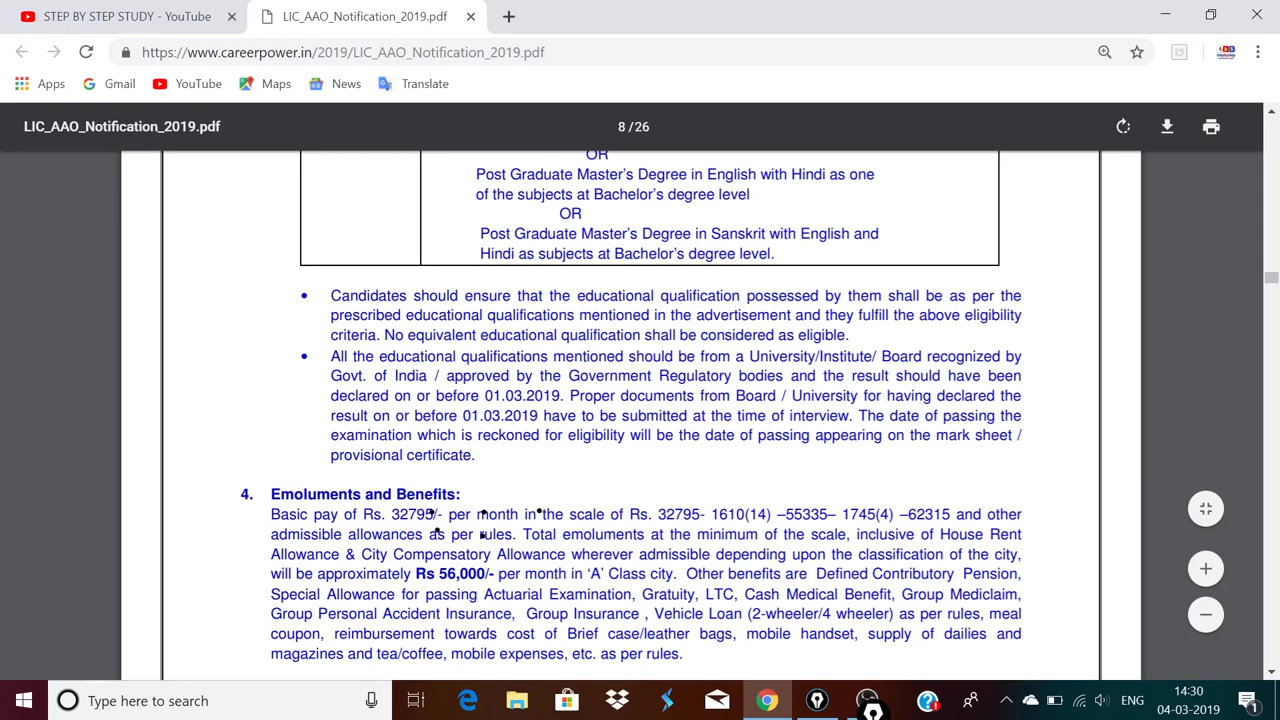 STEP BY STEP STUDY - YouTube
LIC_AAO_Notification_2019.pdf
https://www.careerpower.in/2019/LIC_AAO_Notification_2019.pdf
Apps Gmail YouTube Maps News Translate
LIC_AAO_Notification_2019.pdf 8 / 26
OR
Post Graduate Master's Degree in English with Hindi as one
of the subjects at Bachelor's degree level
OR
Post Graduate Master's Degree in Sanskrit with English and
Hindi as subjects at Bachelor's degree level.
• Candidates should ensure that the educational qualification possessed by them shall be as per the
prescribed educational qualifications mentioned in the advertisement and they fulfill the above eligibility
criteria. No equivalent educational qualification shall be considered as eligible.
• All the educational qualifications mentioned should be from a University/Institute/ Board recognized by
Govt. of India / approved by the Government Regulatory bodies and the result should have been
declared on or before 01.03.2019. Proper documents from Board / University for having declared the
result on or before 01.03.2019 have to be submitted at the time of interview. The date of passing the
examination which is reckoned for eligibility will be the date of passing appearing on the mark sheet /
provisional certificate.
4. Emoluments and Benefits:
Basic pay of Rs. 32795/- per month in the scale of Rs. 32795- 1610(14) –55335– 1745(4) –62315 and other
admissible allowances as per rules. Total emoluments at the minimum of the scale, inclusive of House Rent
Allowance & City Compensatory Allowance wherever admissible depending upon the classification of the city,
will be approximately Rs 56,000/- per month in ‘A’ Class city. Other benefits are Defined Contributory Pension,
Special Allowance for passing Actuarial Examination, Gratuity, LTC, Cash Medical Benefit, Group Mediclaim,
Group Personal Accident Insurance, Group Insurance , Vehicle Loan (2-wheeler/4 wheeler) as per rules, meal
coupon, reimbursement towards cost of Brief case/leather bags, mobile handset, supply of dailies and
magazines and tea/coffee, mobile expenses, etc. as per rules.
Type here to search
ENG
14:30
04-03-2019
1